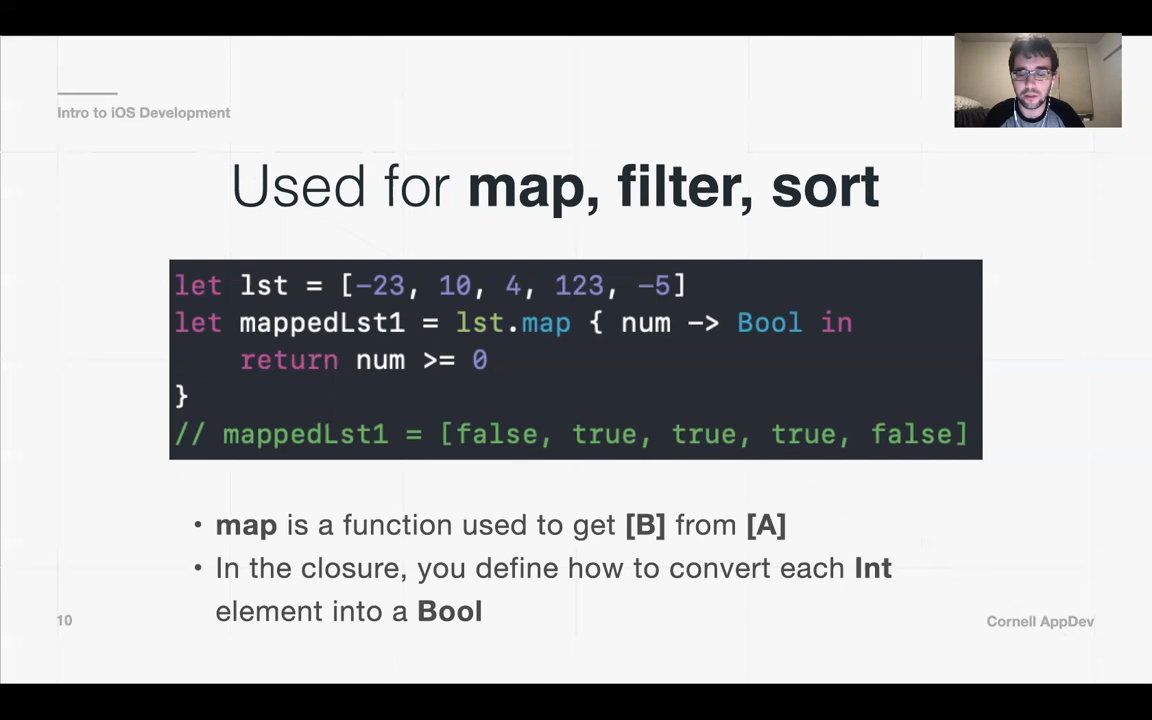 Intro to iOS Development
Used for map, filter, sort
let lst = [-23, 10, 4, 123, -5]
let mappedLst1 = lst.map { num -> Bool in
    return num >= 0
}
// mappedLst1 = [false, true, true, true, false]
• map is a function used to get [B] from [A]
• In the closure, you define how to convert each Int
element into a Bool
10
Cornell AppDev